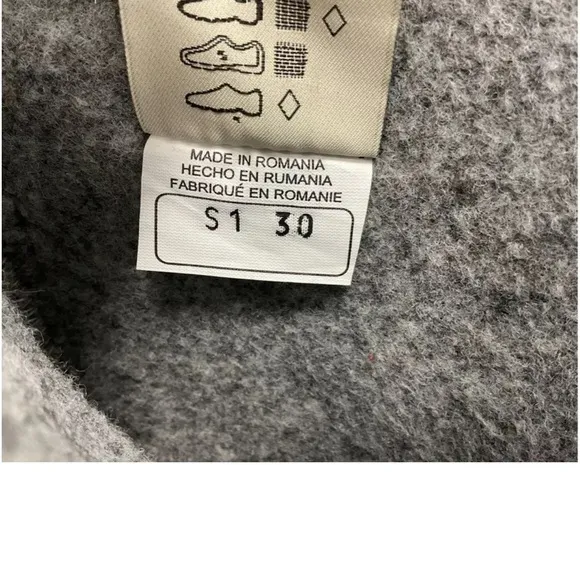 MADE IN ROMANIA
HECHO EN RUMANIA
FABRIQUÉ EN ROMANIE
S1 30